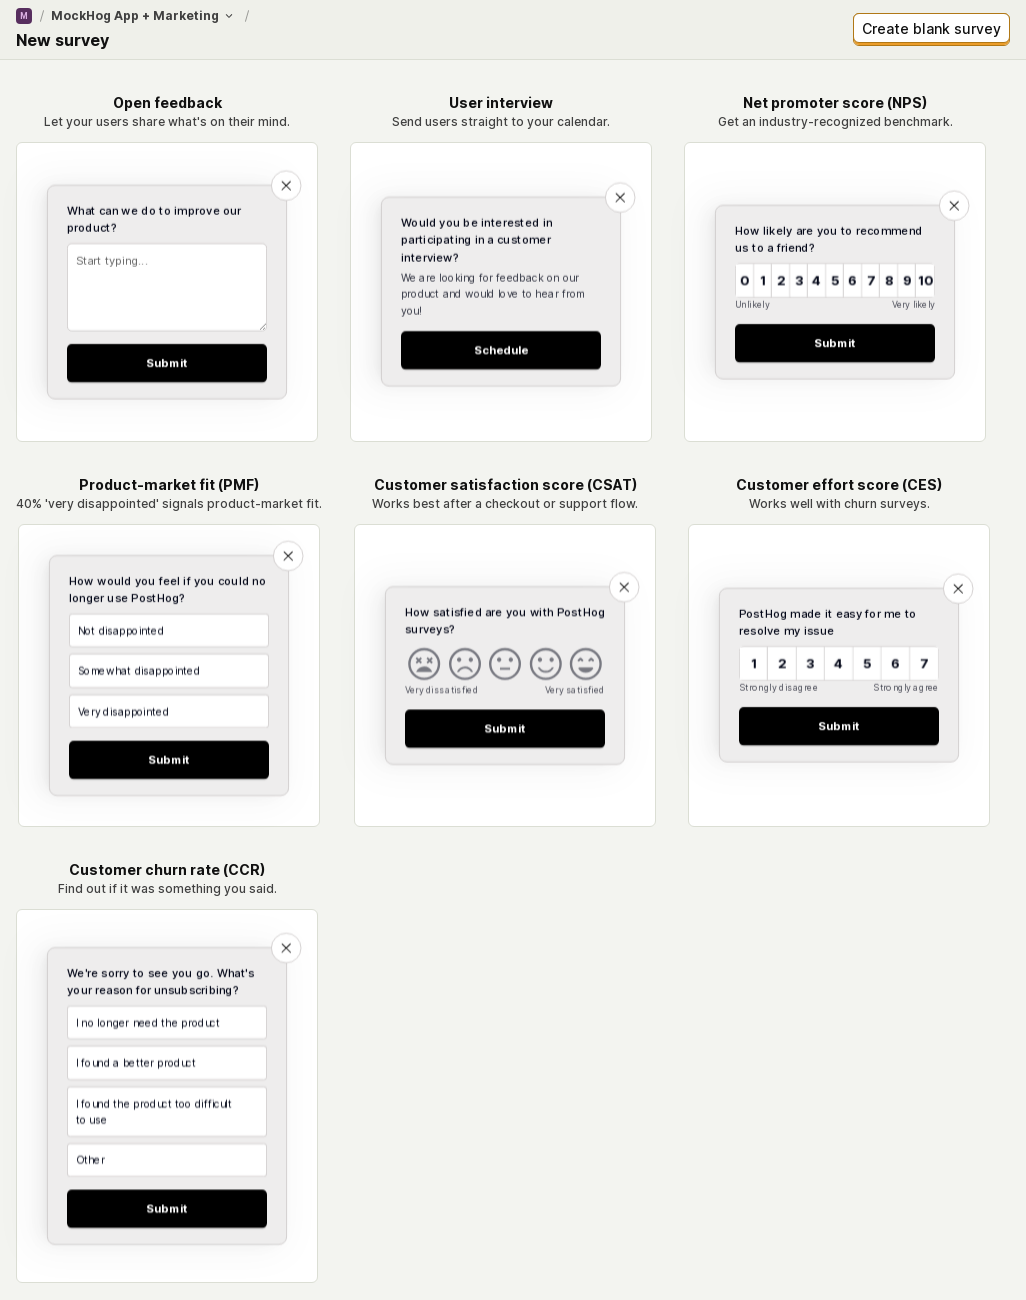 M / MockHog App + Marketing /
New survey
Create blank survey
Open feedback
Let your users share what's on their mind.
What can we do to improve our
product?
Start typing...
Submit
User interview
Send users straight to your calendar.
Would you be interested in
participating in a customer
interview?
We are looking for feedback on our
product and would love to hear from
you!
Schedule
Net promoter score (NPS)
Get an industry-recognized benchmark.
How likely are you to recommend
us to a friend?
0 1 2 3 4 5 6 7 8 9 10
Unlikely Very likely
Submit
Product-market fit (PMF)
40% 'very disappointed' signals product-market fit.
How would you feel if you could no
longer use PostHog?
Not disappointed
Somewhat disappointed
Very disappointed
Submit
Customer satisfaction score (CSAT)
Works best after a checkout or support flow.
How satisfied are you with PostHog
surveys?
Very dissatisfied Very satisfied
Submit
Customer effort score (CES)
Works well with churn surveys.
PostHog made it easy for me to
resolve my issue
1 2 3 4 5 6 7
Strongly disagree Strongly agree
Submit
Customer churn rate (CCR)
Find out if it was something you said.
We're sorry to see you go. What's
your reason for unsubscribing?
I no longer need the product
I found a better product
I found the product too difficult
to use
Other
Submit